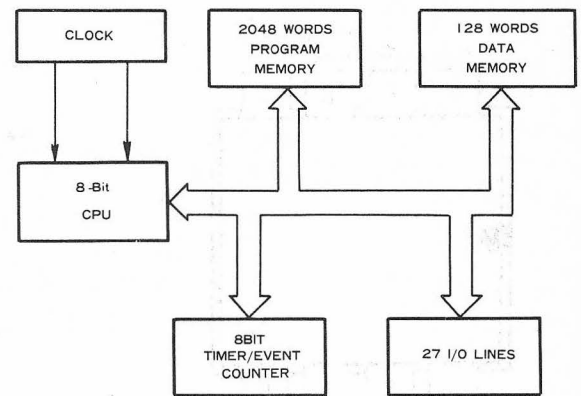 CLOCK
2048 WORDS
PROGRAM
MEMORY
128 WORDS
DATA
MEMORY
8-Bit
CPU
8BIT
TIMER/EVENT
COUNTER
27 I/O LINES